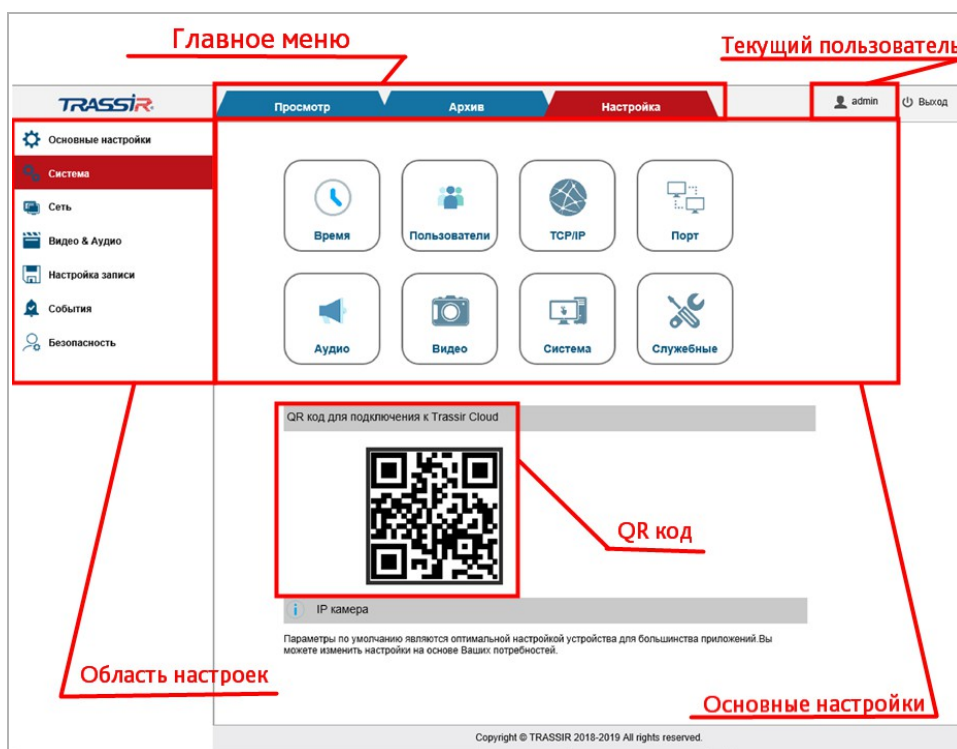 Главное меню
Текущий пользователь
TRASSIR
Просмотр
Архив
Настройка
admin
Выход
Основные настройки
Система
Сеть
Видео & Аудио
Настройка записи
События
Безопасность
Время
Пользователи
TCP/IP
Порт
Аудио
Видео
Система
Служебные
QR код для подключения к Trassir Cloud
QR код
i IP камера
Параметры по умолчанию являются оптимальной настройкой устройства для большинства приложений.Вы
можете изменить настройки на основе Ваших потребностей.
Область настроек
Основные настройки
Copyright © TRASSIR 2018-2019 All rights reserved.